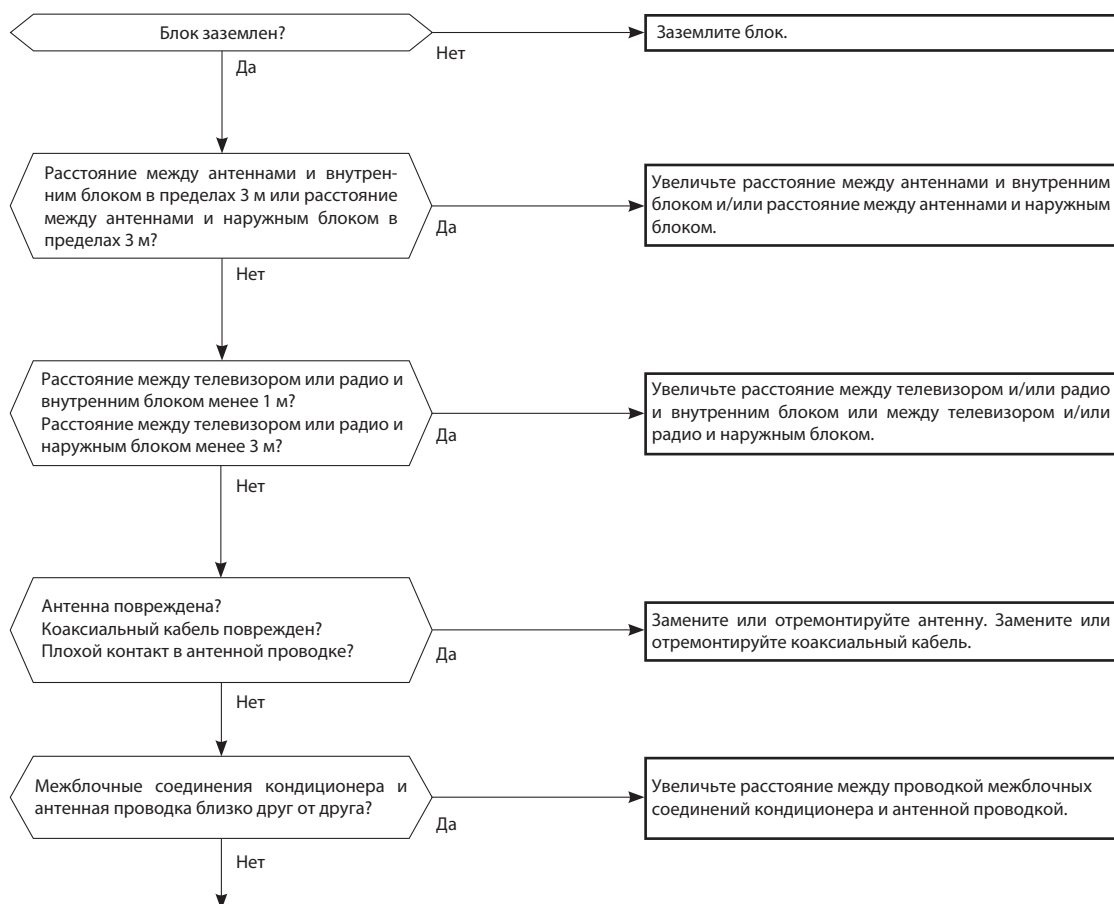 Блок заземлен?
Заземлите блок.
Нет
Да
Расстояние между антеннами и внутрен-
ним блоком в пределах 3 м или расстояние
между антеннами и наружным блоком в
пределах 3 м?
Увеличьте расстояние между антеннами и внутренним
блоком и/или расстояние между антеннами и наружным
блоком.
Да
Нет
Расстояние между телевизором или радио и
внутренним блоком менее 1 м?
Расстояние между телевизором или радио и
наружным блоком менее 3 м?
Увеличьте расстояние между телевизором и/или радио
и внутренним блоком или между телевизором и/или
радио и наружным блоком.
Да
Нет
Антенна повреждена?
Коаксиальный кабель поврежден?
Плохой контакт в антенной проводке?
Замените или отремонтируйте антенну. Замените или
отремонтируйте коаксиальный кабель.
Да
Нет
Межблочные соединения кондиционера и
антенная проводка близко друг от друга?
Увеличьте расстояние между проводкой межблочных
соединений кондиционера и антенной проводкой.
Да
Нет